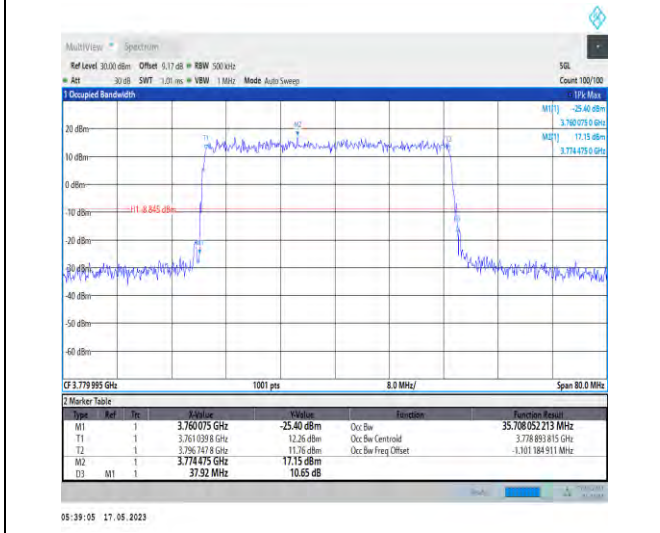 MultiView Spectrum
Ref Level 30.00 dBm Offset 9.17 dB RBW 500 kHz SGL
Att 30 dB SWT 1.01 ms VBW 1 MHz Mode Auto Sweep Count 100/100
1 Occupied Bandwidth 1Pk Max
M1[1] -25.40 dBm
3.760 075 0 GHz
M2[1] 17.15 dBm
3.774 475 0 GHz
M2
T1
T2
20 dBm
10 dBm
0 dBm
-10 dBm
H1 -8.845 dBm
-20 dBm
-30 dBm
-40 dBm
-50 dBm
-60 dBm
CF 3.779 995 GHz 1001 pts 8.0 MHz/ Span 80.0 MHz
2 Marker Table
Type Ref Trc X-Value Y-Value Function Function Result
M1 1 3.760075 GHz -25.40 dBm Occ Bw 35.708 052 213 MHz
T1 1 3.761 039 8 GHz 12.26 dBm Occ Bw Centroid 3.778 893 815 GHz
T2 1 3.796 747 8 GHz 11.76 dBm Occ Bw Freq Offset -1.101 184 911 MHz
M2 1 3.774475 GHz 17.15 dBm
D3 M1 1 37.92 MHz 10.65 dB
05:39:05 17.05.2023